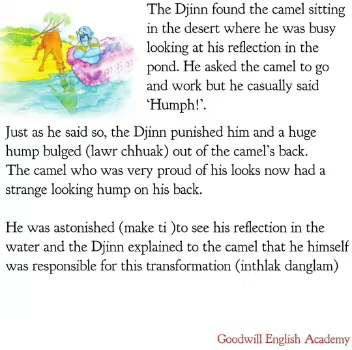 The Djinn found the camel sitting
in the desert where he was busy
looking at his reflection in the
pond. He asked the camel to go
and work but he casually said
‘Humph!’.
Just as he said so, the Djinn punished him and a huge
hump bulged (lawr chhuak) out of the camel’s back.
The camel who was very proud of his looks now had a
strange looking hump on his back.
He was astonished (make ti )to see his reflection in the
water and the Djinn explained to the camel that he himself
was responsible for this transformation (inthlak danglam)
Goodwill English Academy